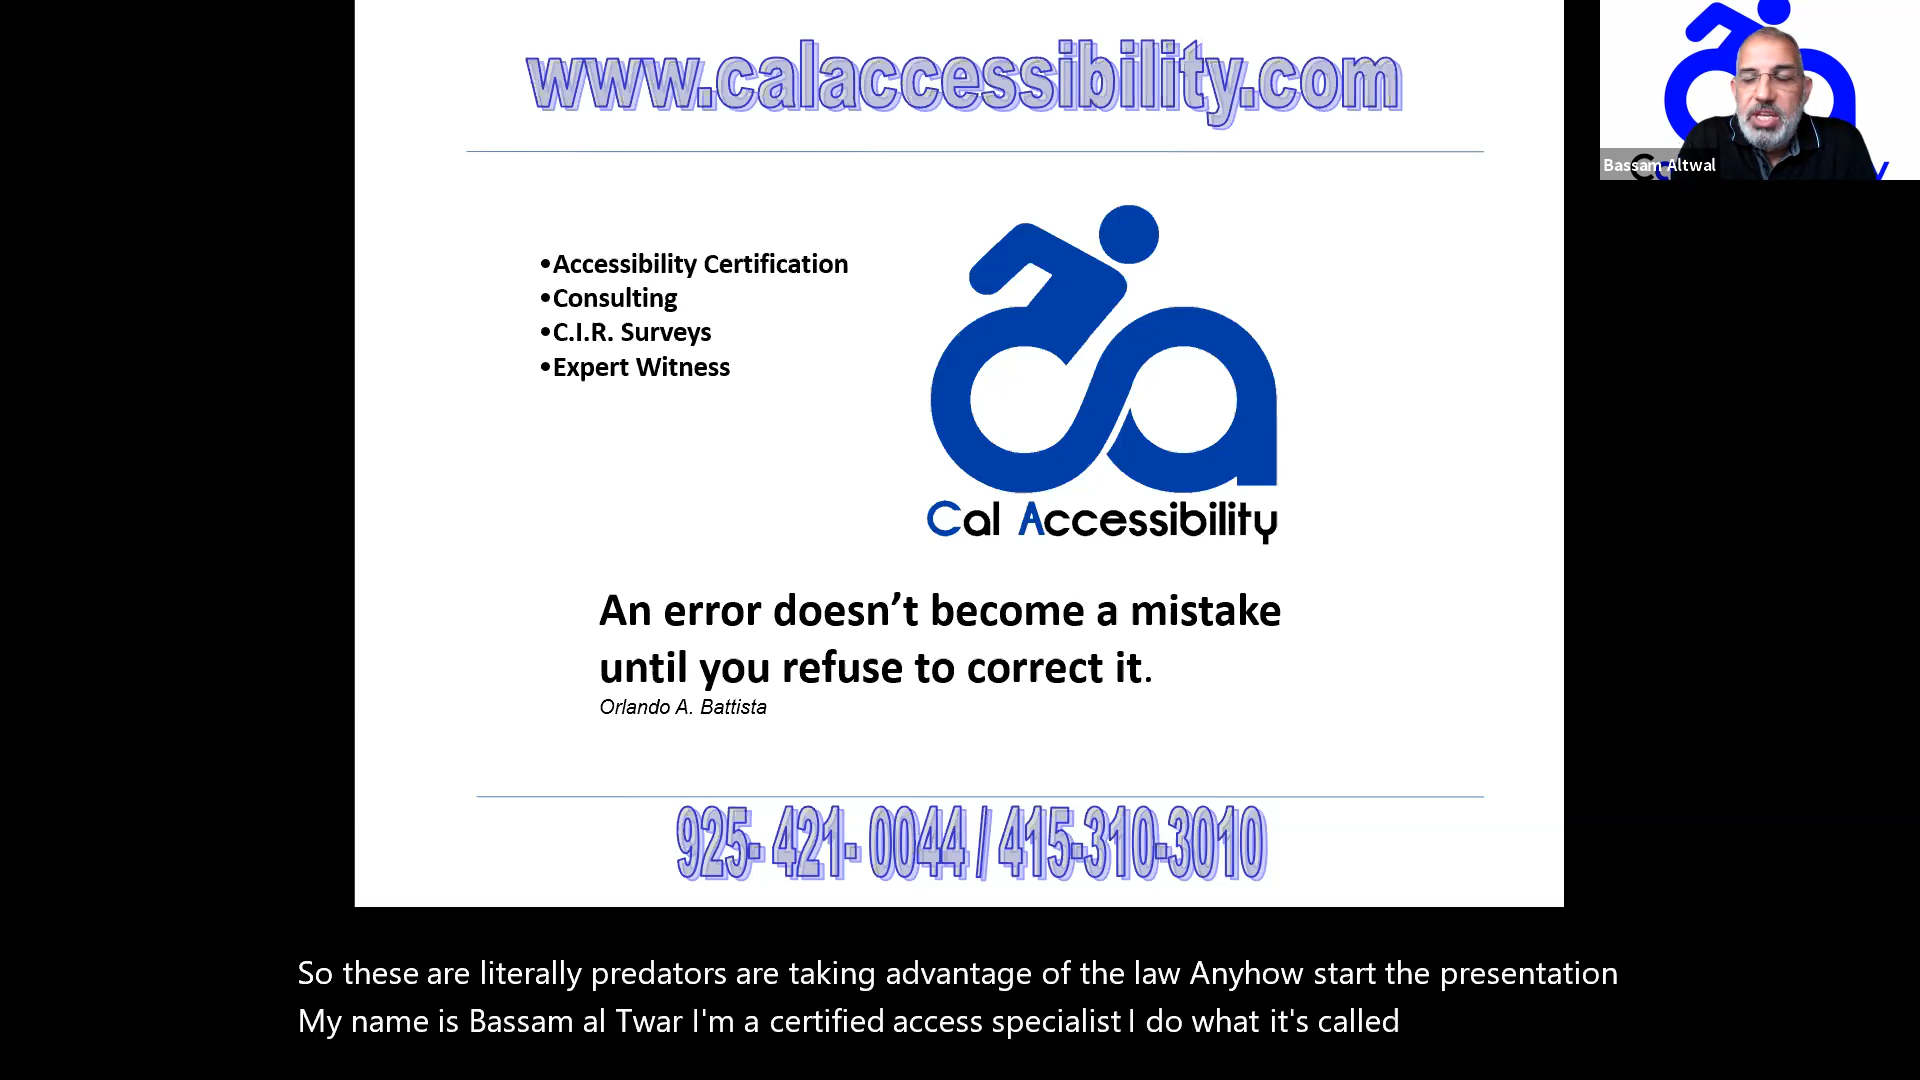 www.calaccessibility.com
Bassam Altwal
•Accessibility Certification
•Consulting
•C.I.R. Surveys
•Expert Witness
Cal Accessibility
An error doesn’t become a mistake
until you refuse to correct it.
Orlando A. Battista
925- 421- 0044 / 415-310-3010
So these are literally predators are taking advantage of the law Anyhow start the presentation
My name is Bassam al Twar I'm a certified access specialist I do what it's called